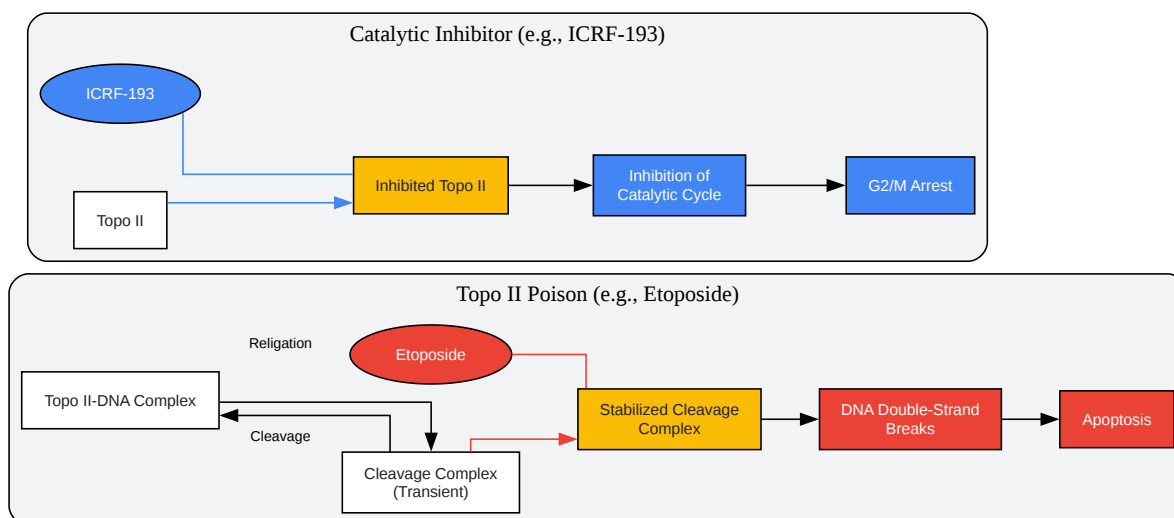 Catalytic Inhibitor (e.g., ICRF-193)
ICRF-193
Topo II
Inhibited Topo II
Inhibition of
Catalytic Cycle
G2/M Arrest
Topo II Poison (e.g., Etoposide)
Religation
Etoposide
Topo II-DNA Complex
Cleavage
Cleavage Complex
(Transient)
Stabilized Cleavage
Complex
DNA Double-Strand
Breaks
Apoptosis